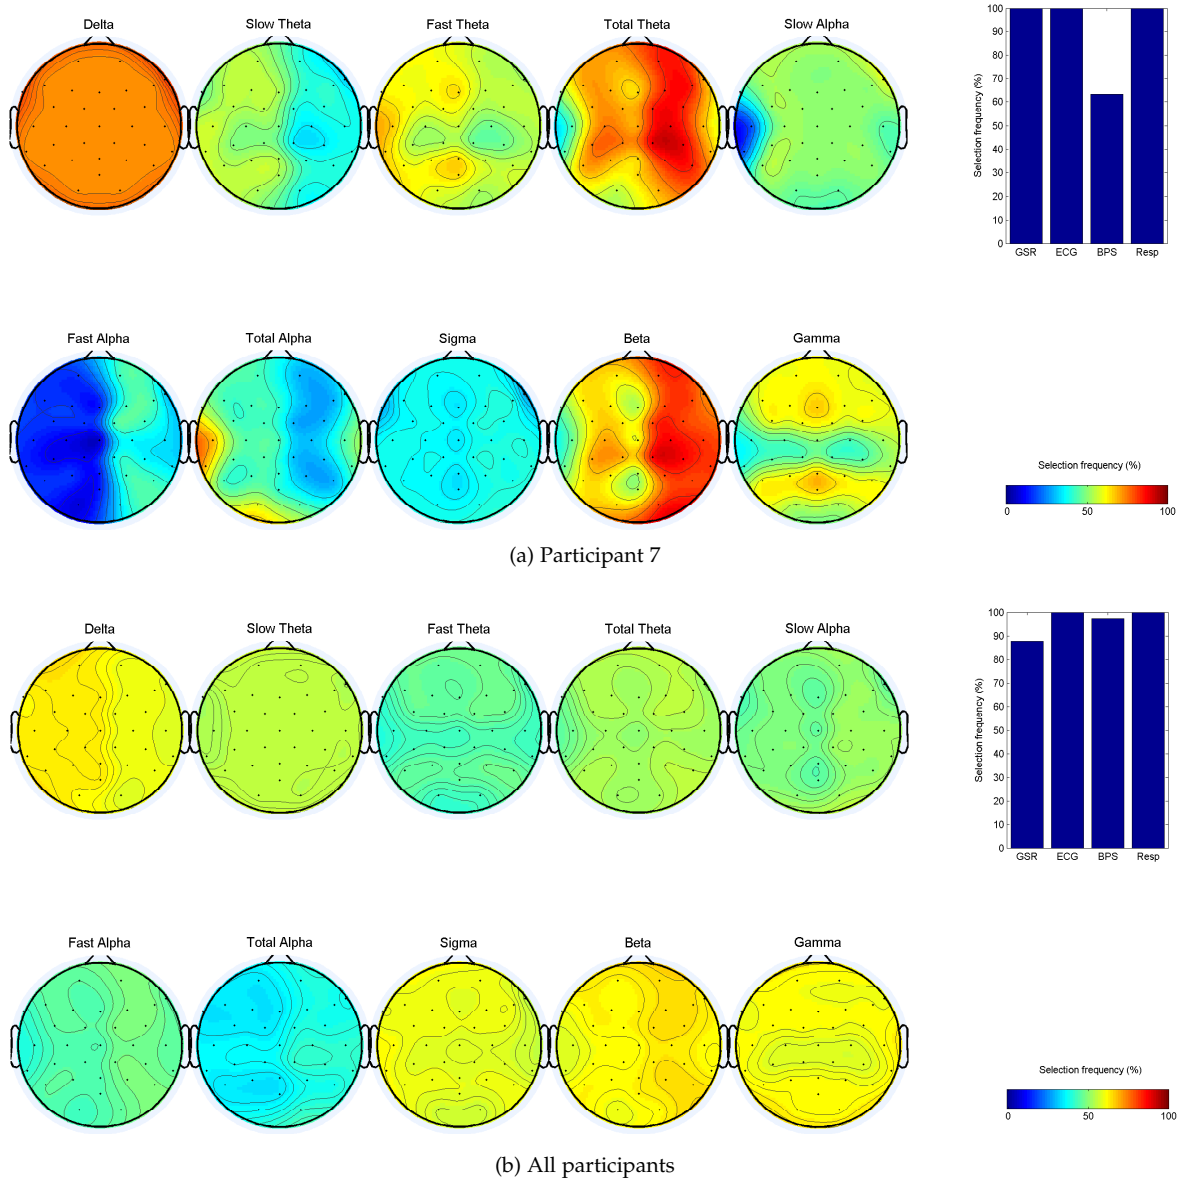 Delta
Slow Theta
Fast Theta
Total Theta
Slow Alpha
100
90
80
70
60
50
40
30
20
10
0
Selection frequency (%)
GSR ECG BPS Resp
Fast Alpha
Total Alpha
Sigma
Beta
Gamma
Selection frequency (%)
0 50 100
(a) Participant 7
Delta
Slow Theta
Fast Theta
Total Theta
Slow Alpha
100
90
80
70
60
50
40
30
20
10
0
Selection frequency (%)
GSR ECG BPS Resp
Fast Alpha
Total Alpha
Sigma
Beta
Gamma
Selection frequency (%)
0 50 100
(b) All participants